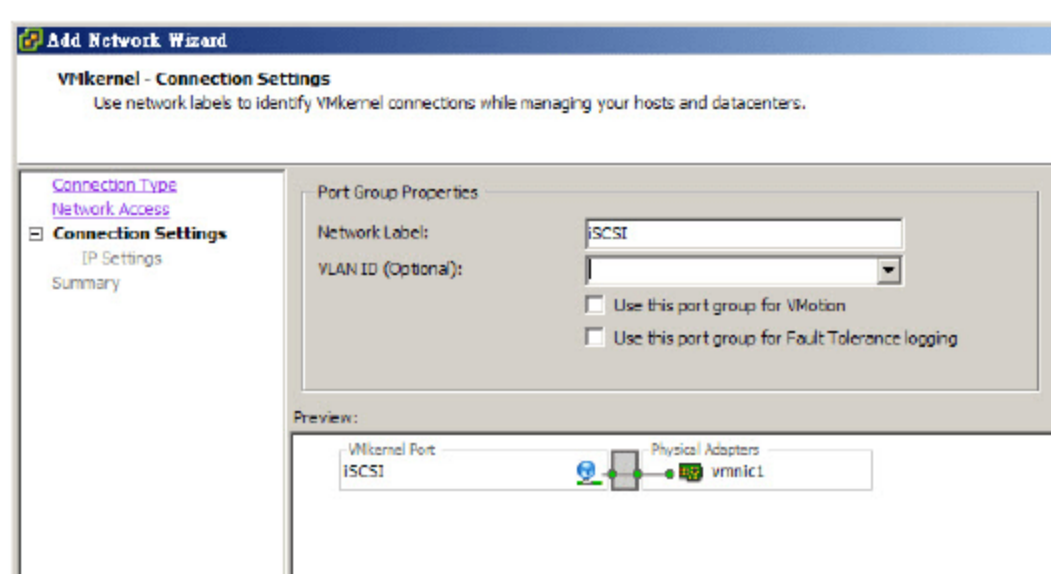 Add Network Wizard
VMkernel - Connection Settings
Use network labels to identify VMkernel connections while managing your hosts and datacenters.
Connection Type
Network Access
Connection Settings
IP Settings
Summary
Port Group Properties
Network Label:
iSCSI
VLAN ID (Optional):
Use this port group for VMotion
Use this port group for Fault Tolerance logging
Preview:
VMkernel Port
iSCSI
Physical Adapters
vmnic1